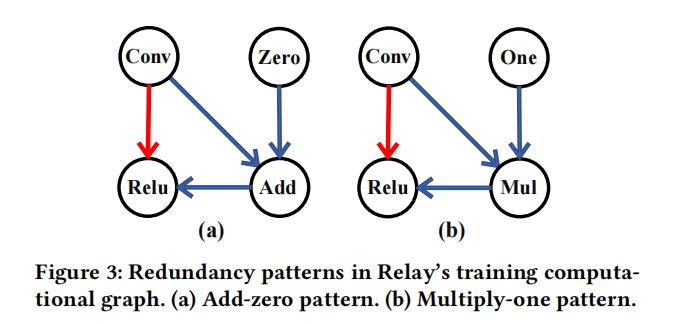 Conv Zero Conv One
Relu Add Relu Mul
(a) (b)
Figure 3: Redundancy patterns in Relay's training computa-
tional graph. (a) Add-zero pattern. (b) Multiply-one pattern.